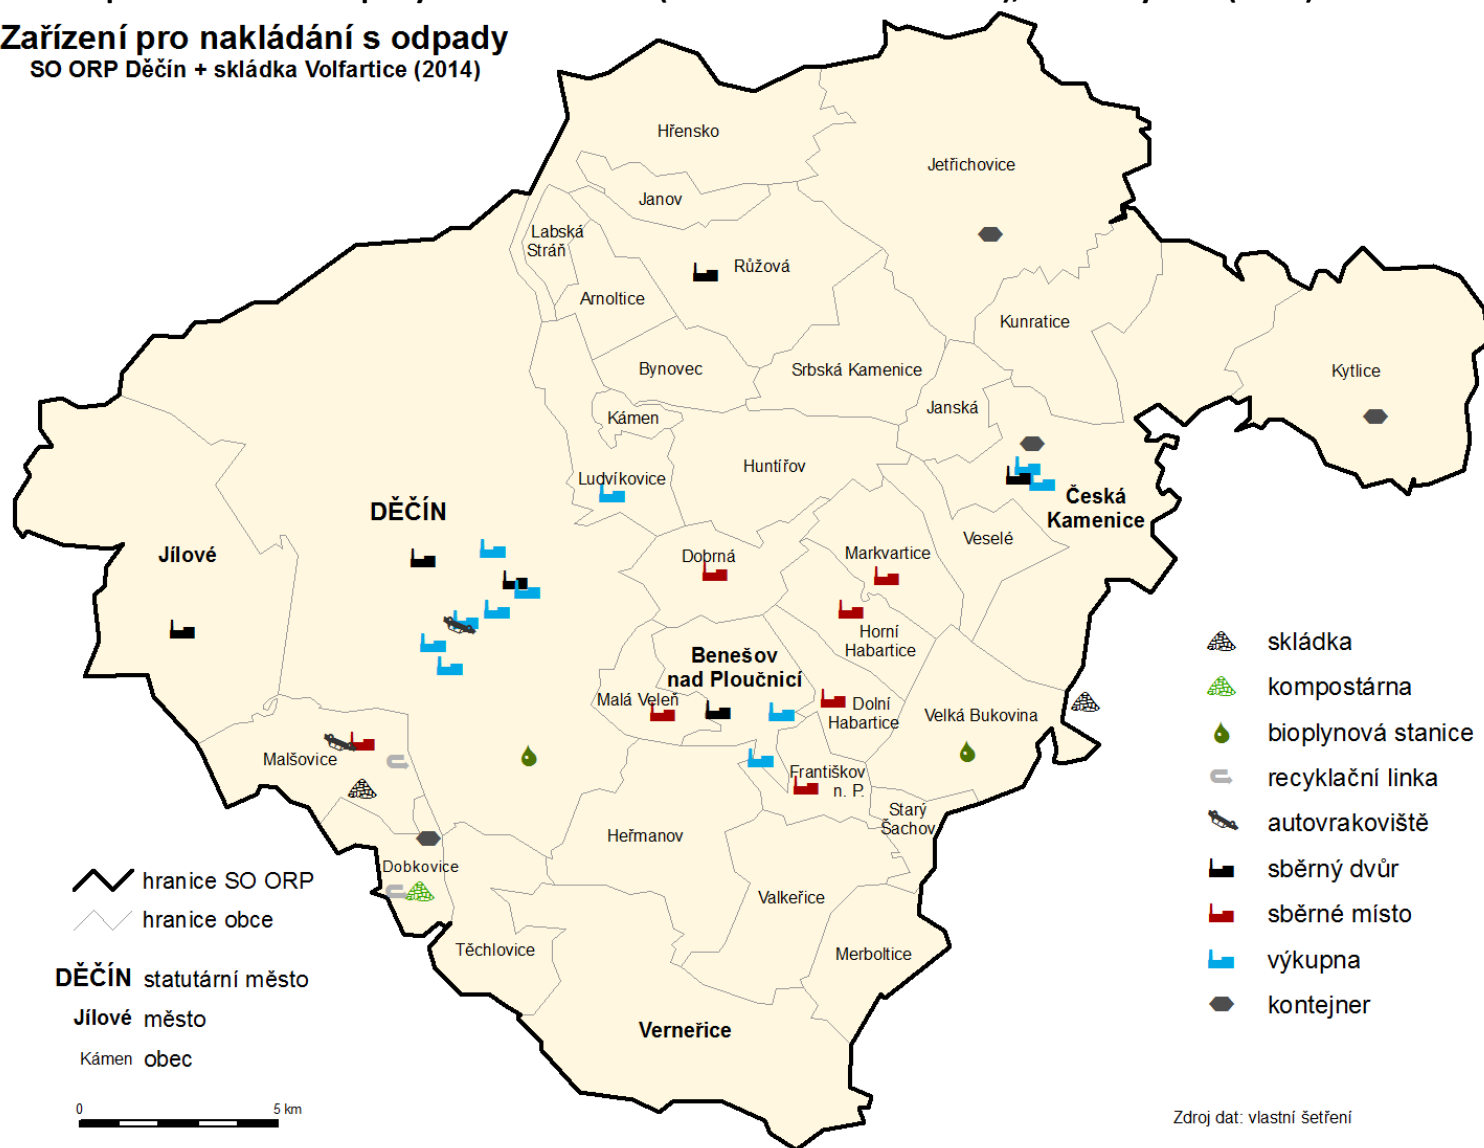 Zařízení pro nakládání s odpady
SO ORP Děčín + skládka Volfartice (2014)
Hřensko
Jetřichovice
Janov
Labská
Stráň
Růžová
Arnoltice
Kunratice
Bynovec
Srbská Kamenice
Kytlice
Janská
Kámen
Huntířov
Ludvíkovice
DĚČÍN
Česká
Kamenice
Veselé
Jílové
Dobrná
Markvartice
Horní
Habartice
Benešov
nad Ploučnicí
Malá Veleň
Dolní
Habartice
Velká Bukovina
Malšovice
Františkov
n. P.
Starý
Šachov
Heřmanov
Dobkovice
Valkeřice
Těchlovice
Merboltice
Verneřice
skládka
kompostárna
bioplynová stanice
recyklační linka
autovrakoviště
sběrný dvůr
sběrné místo
výkupna
kontejner
hranice SO ORP
hranice obce
DĚČÍN statutární město
Jílové město
Kámen obec
0 5 km
Zdroj dat: vlastní šetření